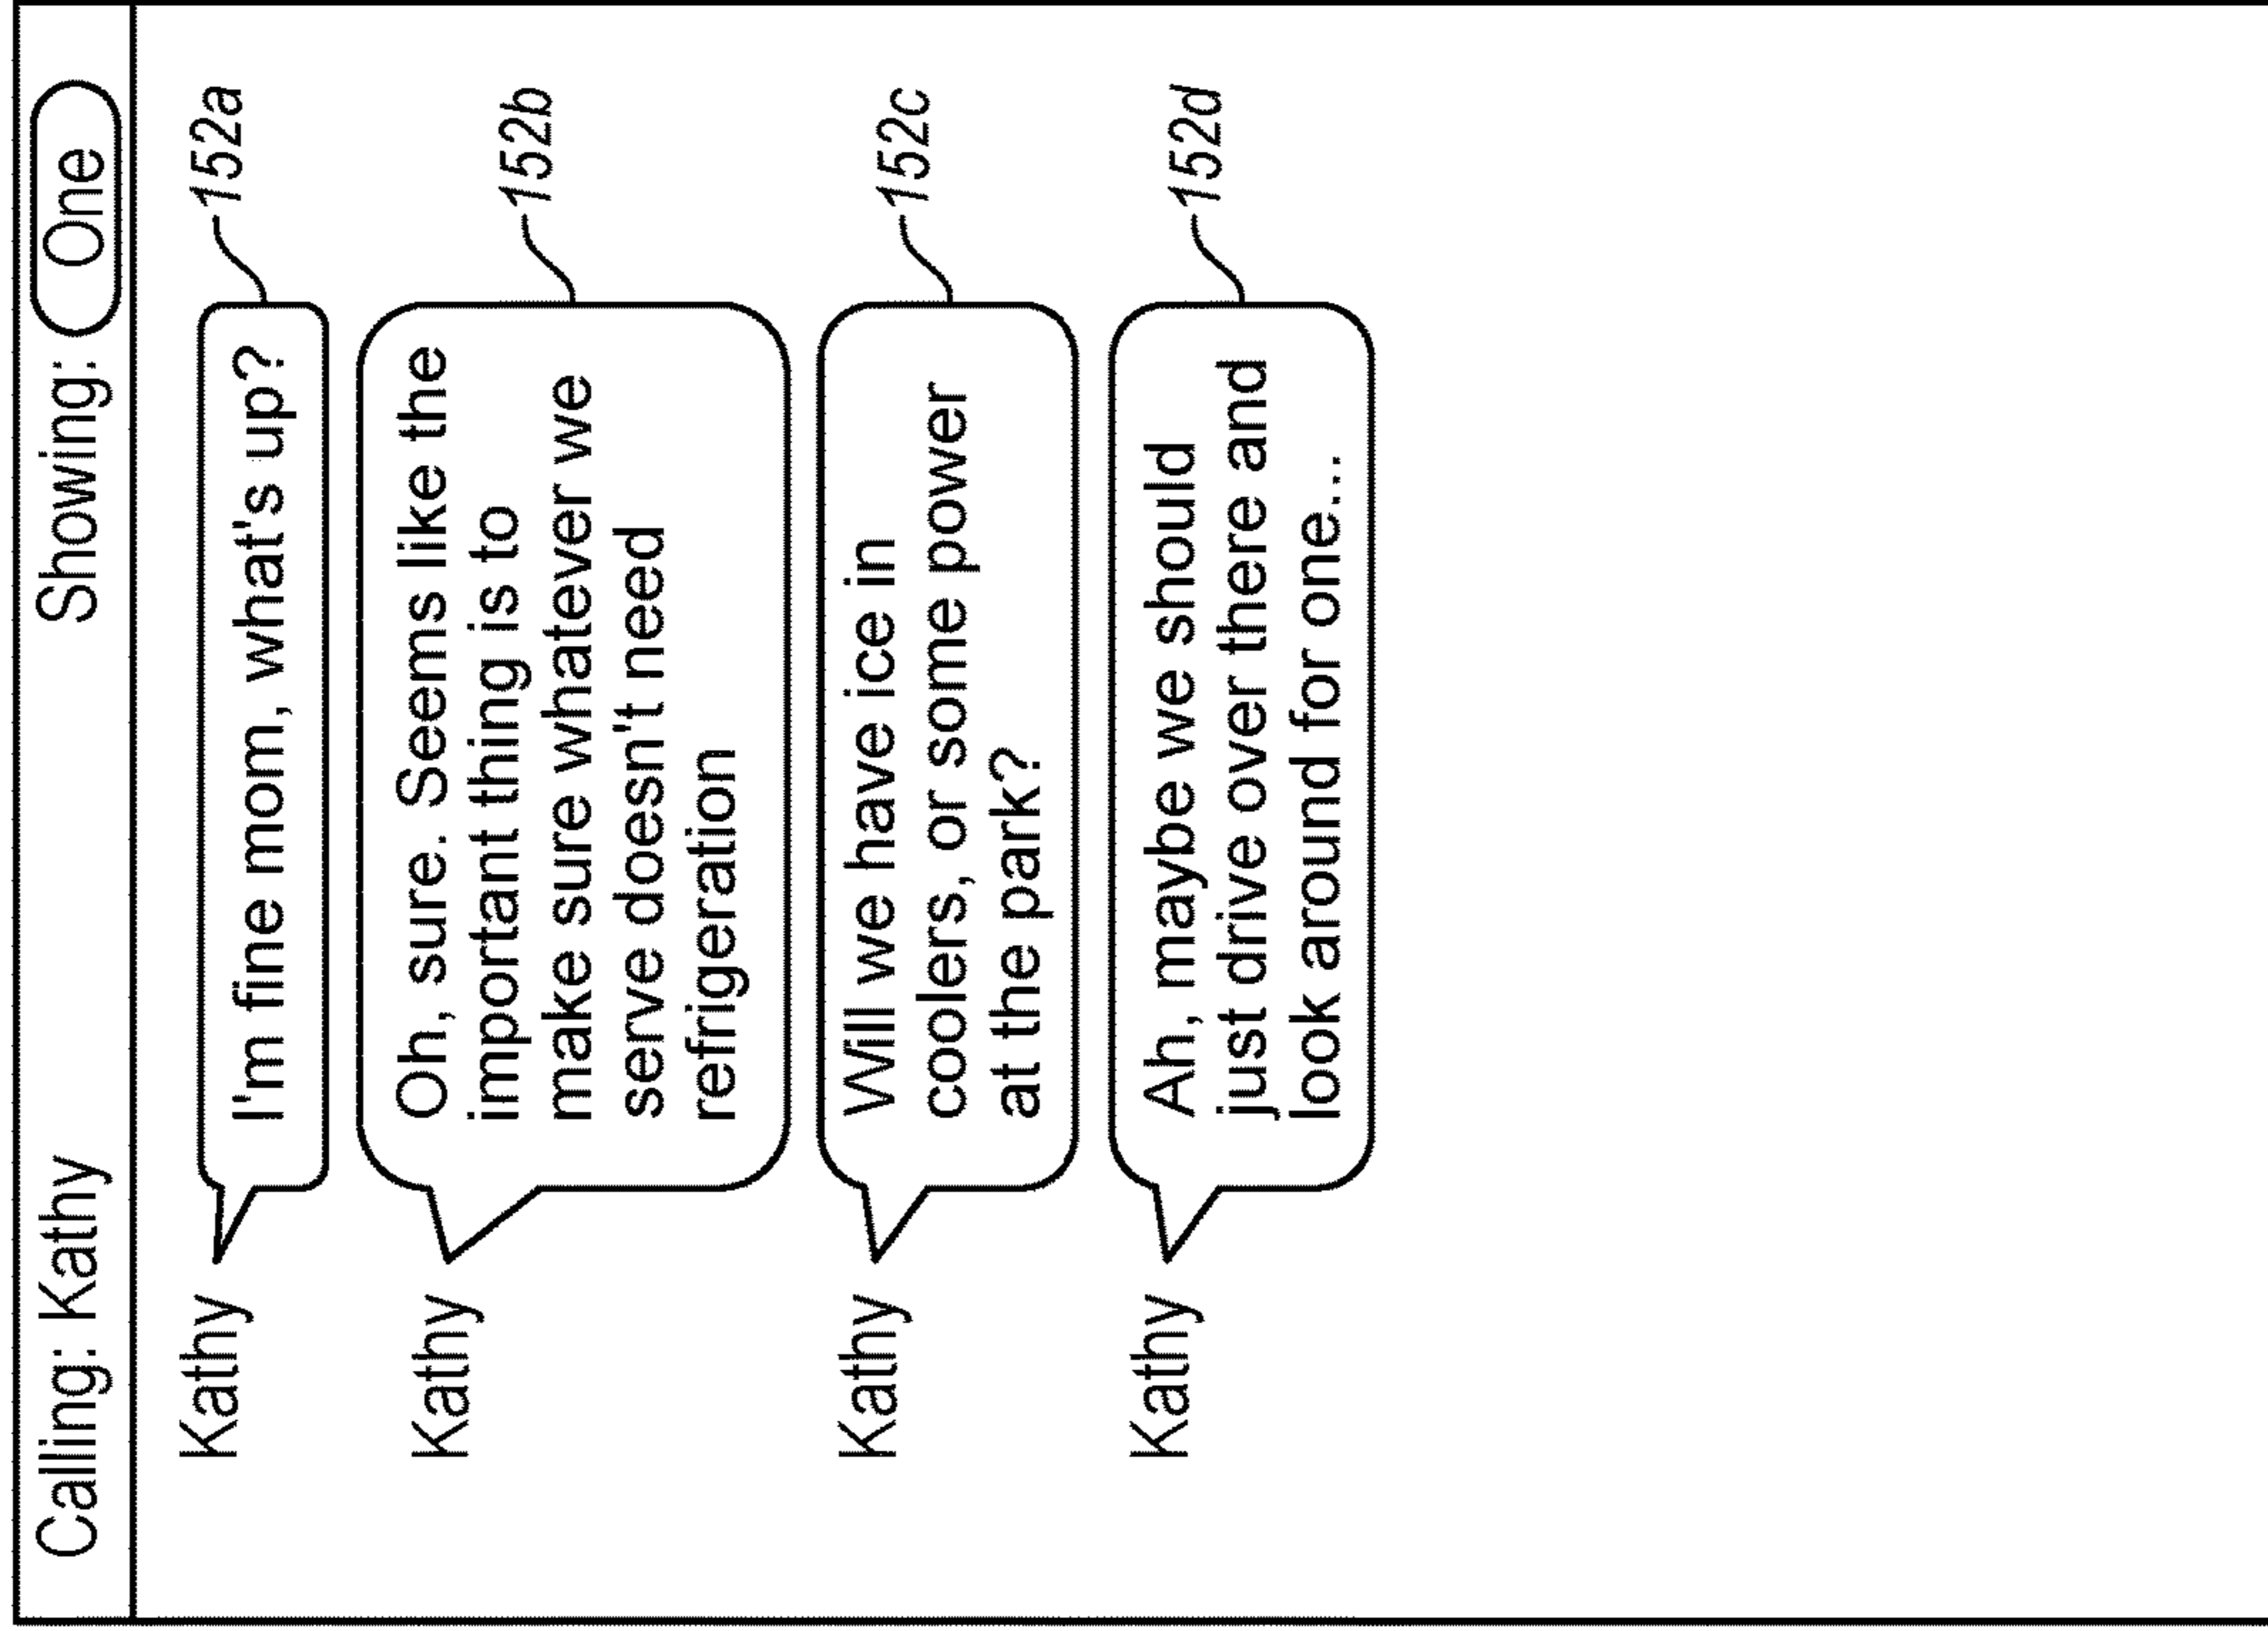 Calling: Kathy Showing: One
Kathy I'm fine mom, what's up? 152a
Kathy Oh, sure. Seems like the 152b
important thing is to
make sure whatever we
serve doesn't need
refrigeration
Kathy Will we have ice in 152c
coolers, or some power
at the park?
Kathy Ah, maybe we should 152d
just drive over there and
look around for one...